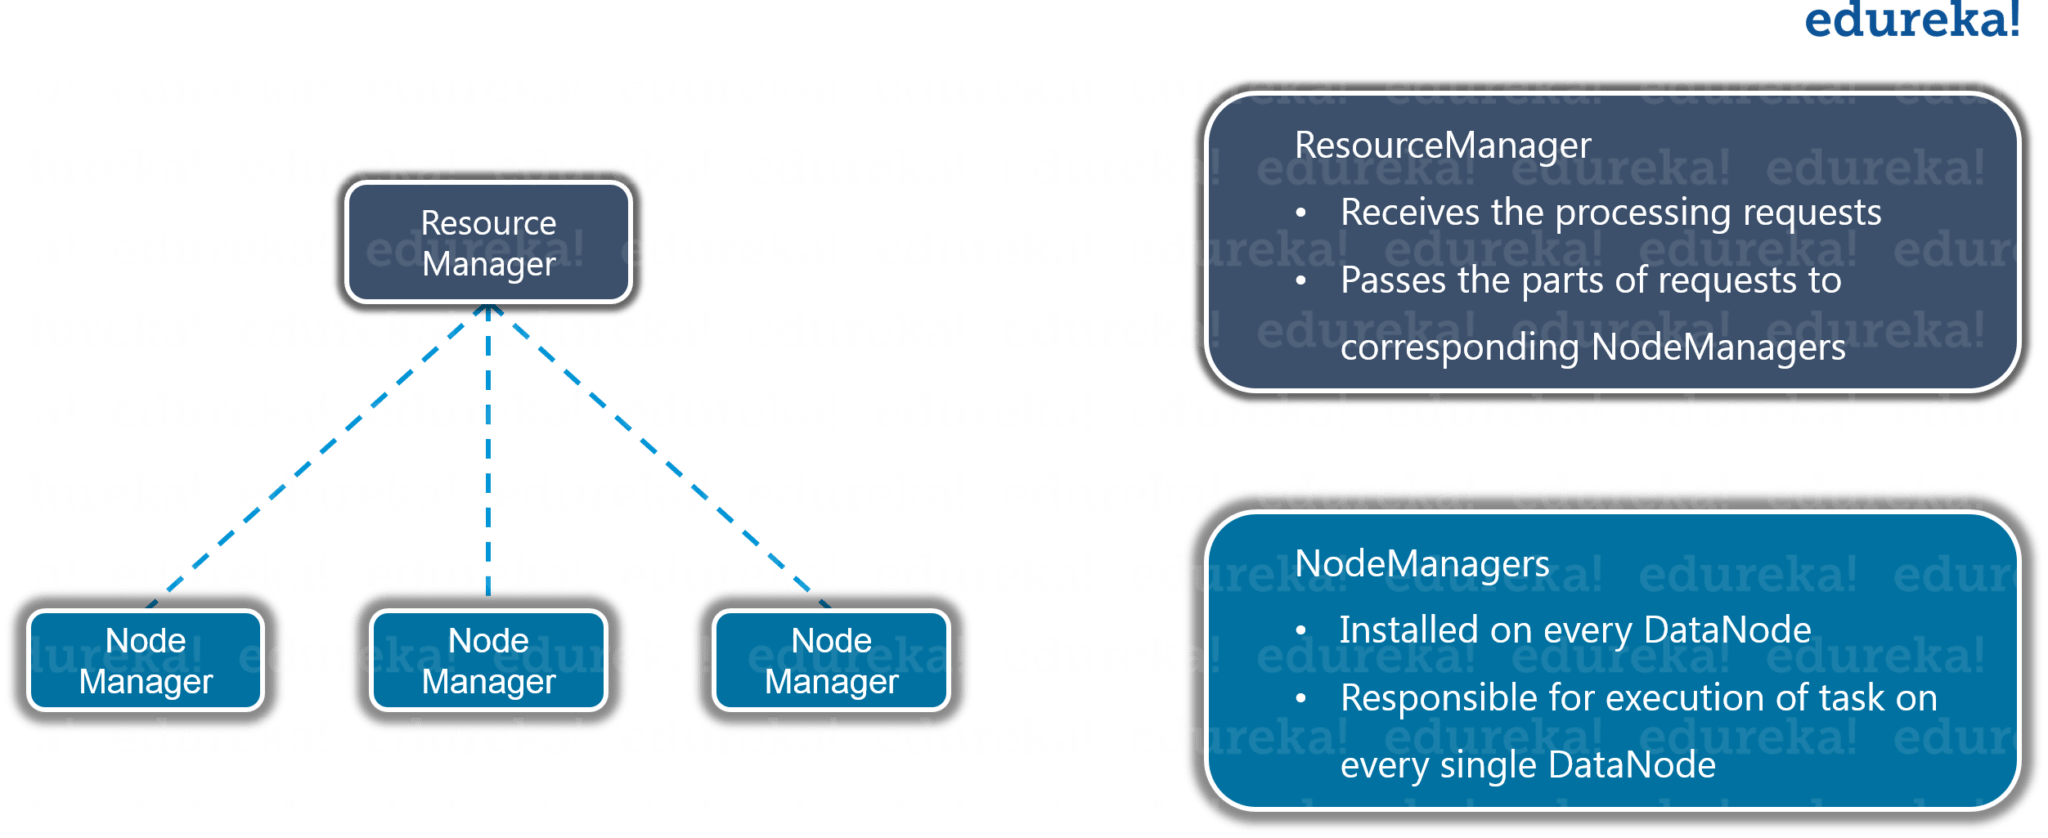 edureka!
Resource
Manager
Node
Manager
Node
Manager
Node
Manager
ResourceManager
• Receives the processing requests
• Passes the parts of requests to
corresponding NodeManagers
NodeManagers
• Installed on every DataNode
• Responsible for execution of task on
every single DataNode